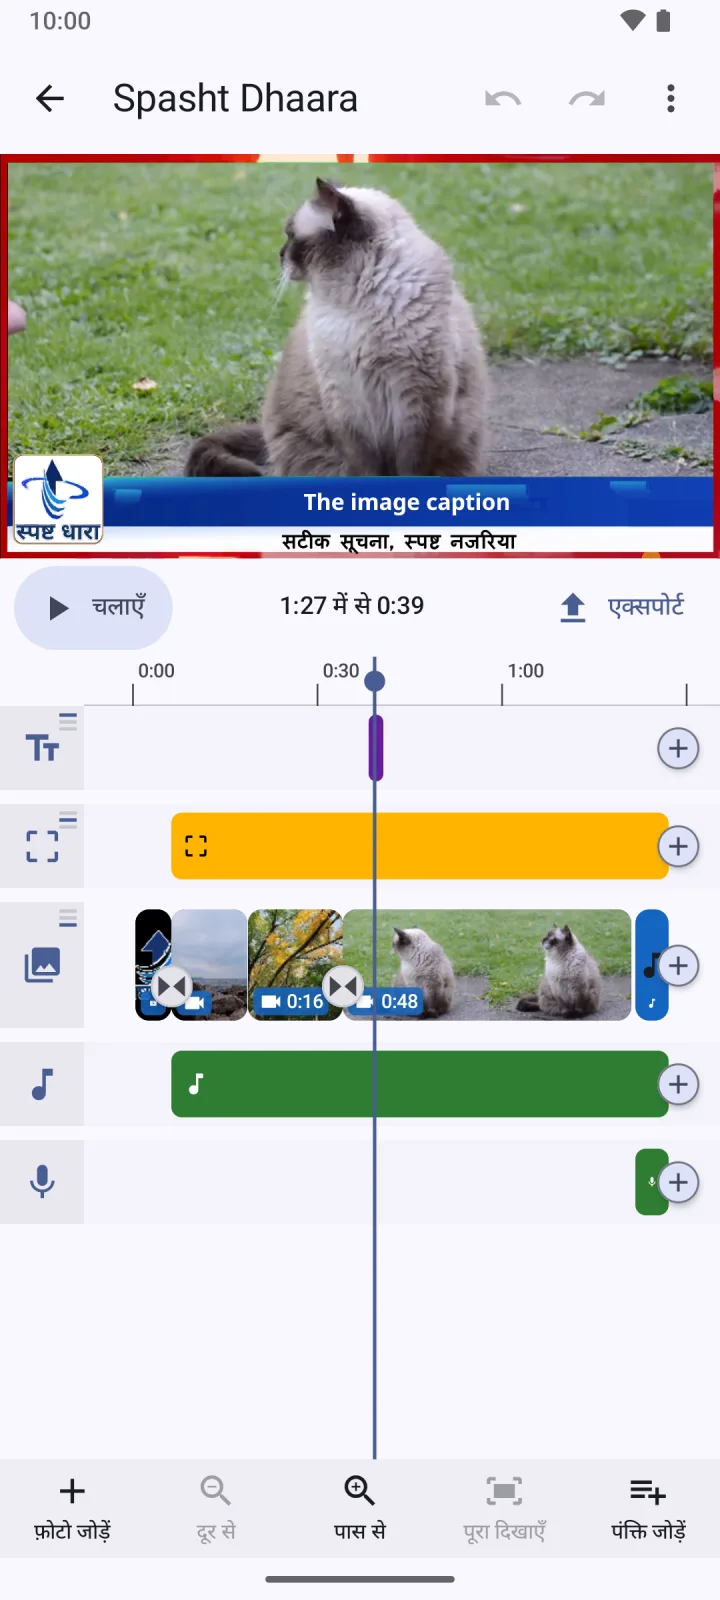 10:00
Spasht Dhaara
The image caption
स्पष्ट धारा
सटीक सूचना, स्पष्ट नजरिया
चलाएँ
1:27 में से 0:39
एक्सपोर्ट
0:00
0:30
1:00
Tт
0:16
0:48
फ़ोटो जोड़ें
दूर से
पास से
पूरा दिखाएँ
पंक्ति जोड़ें